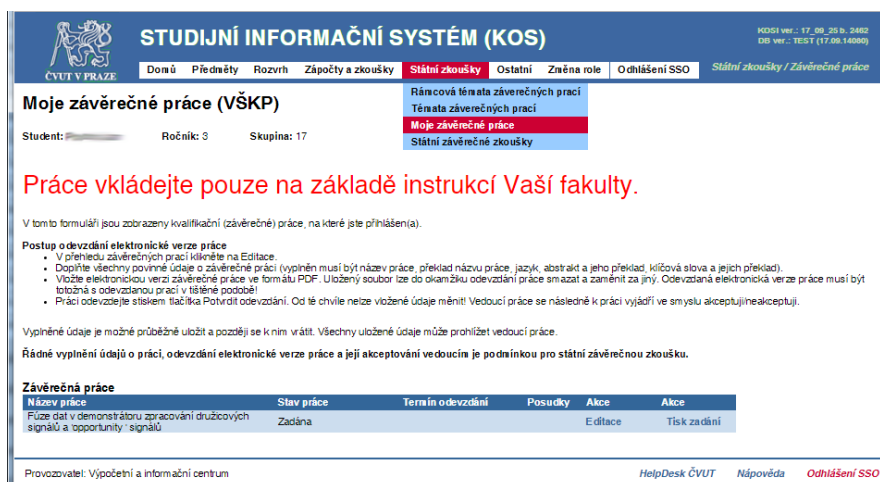 STUDIJNÍ INFORMAČNÍ SYSTÉM (KOS)
KDSI ver.: 17_09_25 b. 2462
DB ver.: TEST (17.09.14080)
ČVUT V PRAZE
Domů Předměty Rozvrh Zápočty a zkoušky Státní zkoušky Ostatní Změna role Odhlášení SSO
Státní zkoušky / Závěrečné práce
Rámcová témata záverečných prací
Témata záverečných prací
Moje závěrečné práce
Státní závěrečné zkoušky
Moje závěrečné práce (VŠKP)
Student: Ročník: 3 Skupina: 17
Práce vkládejte pouze na základě instrukcí Vaší fakulty.
V tomto formuláři jsou zobrazeny kvalifikační (závěrečné) práce, na které jste přihlášen(a).
Postup odevzdání elektronické verze práce
V přehledu závěrečných prací klikněte na Editace.
Doplňte všechny povinné údaje o závěrečné práci (vyplněn musí být název práce, překlad názvu práce, jazyk, abstrakt a jeho překlad, klíčová slova a jejich překlad).
Vložte elektronickou verzi závěrečné práce ve formátu PDF. Uložený soubor lze do okamžiku odevzdání práce smazat a zaměnit za jiný. Odevzdaná elektronická verze práce musí být
totožná s odevzdanou prací v tištěné podobě!
Práci odevzdejte stiskem tlačítka Potvrdit odevzdání. Od té chvíle nelze vložené údaje měnit! Vedoucí práce se následně k práci vyjádří ve smyslu akceptuji/neakceptuji.
Vyplněné údaje je možné průběžně uložit a později se k nim vrátit. Všechny uložené údaje může prohlížet vedoucí práce.
Řádné vyplnění údajů o práci, odevzdání elektronické verze práce a její akceptování vedoucím je podmínkou pro státní závěrečnou zkoušku.
Závěrečná práce
Název práce Stav práce Termín odevzdání Posudky Akce Akce
Fúze dat v demonstrátoru zpracování družicových
signálů a 'opportunity' signálů Zadána Editace Tisk zadání
Provozovatel: Výpočetní a informační centrum HelpDesk ČVUT Nápověda Odhlášení SSO